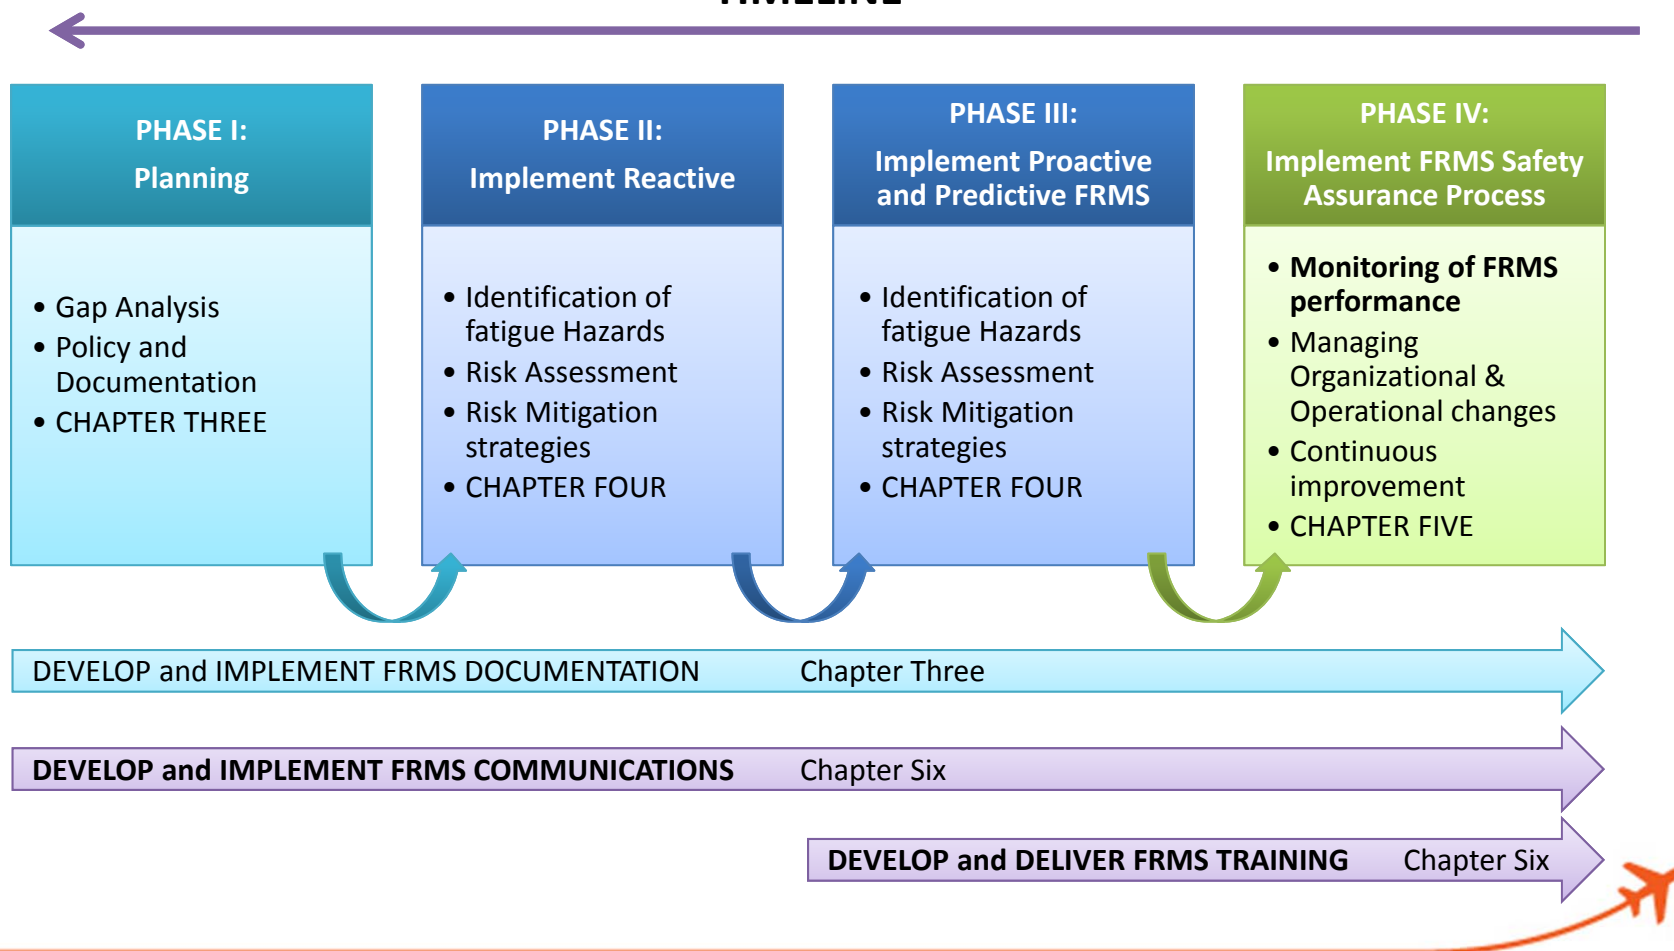 TIMELINE
PHASE I:
Planning
• Gap Analysis
• Policy and
Documentation
• CHAPTER THREE
PHASE II:
Implement Reactive
• Identification of
fatigue Hazards
• Risk Assessment
• Risk Mitigation
strategies
• CHAPTER FOUR
PHASE III:
Implement Proactive
and Predictive FRMS
• Identification of
fatigue Hazards
• Risk Assessment
• Risk Mitigation
strategies
• CHAPTER FOUR
PHASE IV:
Implement FRMS Safety
Assurance Process
• Monitoring of FRMS
performance
• Managing
Organizational &
Operational changes
• Continuous
improvement
• CHAPTER FIVE
DEVELOP and IMPLEMENT FRMS DOCUMENTATION Chapter Three
DEVELOP and IMPLEMENT FRMS COMMUNICATIONS Chapter Six
DEVELOP and DELIVER FRMS TRAINING Chapter Six